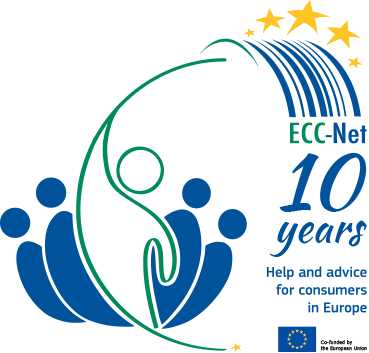 ECC-Net
10
years
Help and advice
for consumers
in Europe
Co-funded by
the European Union